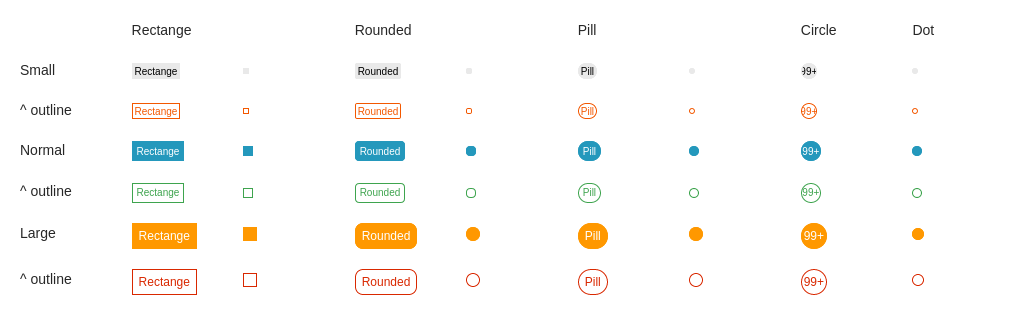 Rectange Rounded Pill Circle Dot
Small Rectange Rounded Pill 99+
^ outline Rectange Rounded Pill 99+
Normal Rectange Rounded Pill 99+
^ outline Rectange Rounded Pill 99+
Large Rectange Rounded Pill 99+
^ outline Rectange Rounded Pill 99+